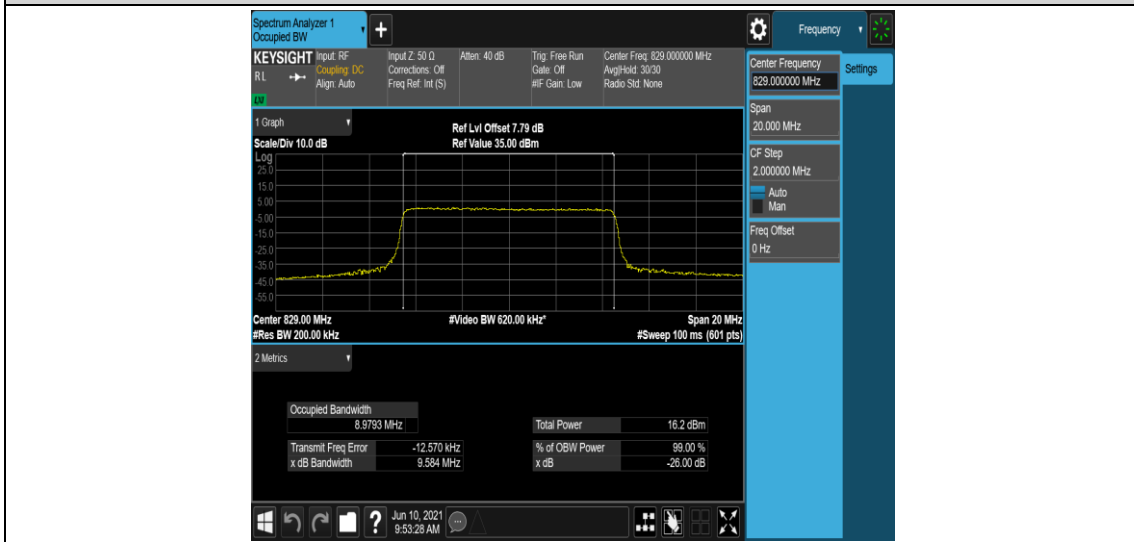 Spectrum Analyzer 1
Occupied BW
+
Frequency
KEYSIGHT
RL
LXI
Input: RF
Coupling: DC
Align: Auto
Input Z: 50 Ω
Corrections: Off
Freq Ref: Int (S)
Atten: 40 dB
Trig: Free Run
Gate: Off
#IF Gain: Low
Center Freq: 829.000000 MHz
Avg|Hold: 30/30
Radio Std: None
Center Frequency
829.000000 MHz
Settings
Span
20.000 MHz
CF Step
2.000000 MHz
Auto
Man
Freq Offset
0 Hz
1 Graph
Scale/Div 10.0 dB
Ref Lvl Offset 7.79 dB
Ref Value 35.00 dBm
Log
25.0
15.0
5.00
-5.00
-15.0
-25.0
-35.0
-45.0
-55.0
Center 829.00 MHz
#Video BW 620.00 kHz*
Span 20 MHz
#Res BW 200.00 kHz
#Sweep 100 ms (601 pts)
2 Metrics
Occupied Bandwidth
8.9793 MHz
Total Power 16.2 dBm
Transmit Freq Error -12.570 kHz
% of OBW Power 99.00 %
x dB Bandwidth 9.584 MHz
x dB -26.00 dB
?
Jun 10, 2021
9:53:28 AM